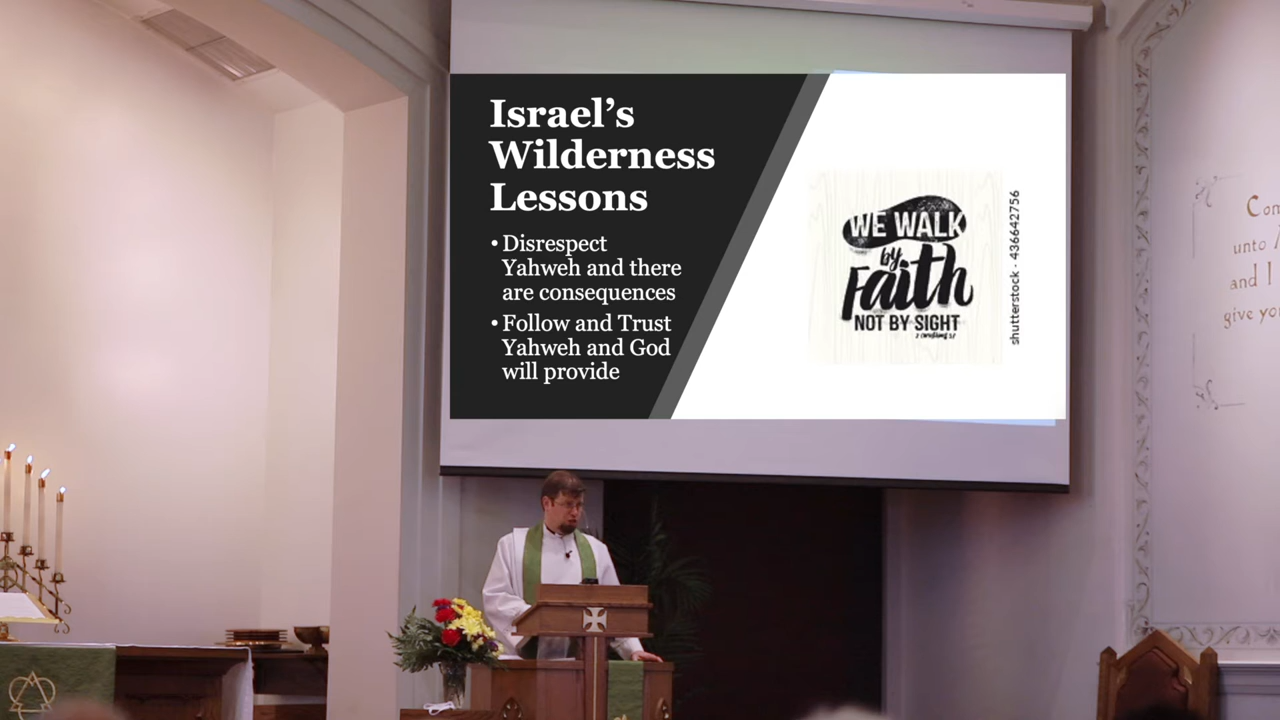 Israel’s
Wilderness
Lessons
• Disrespect
Yahweh and there
are consequences
• Follow and Trust
Yahweh and God
will provide
WE WALK
by
Faith
NOT BY SIGHT
shutterstock · 436642756
Com
unto
and I
give you